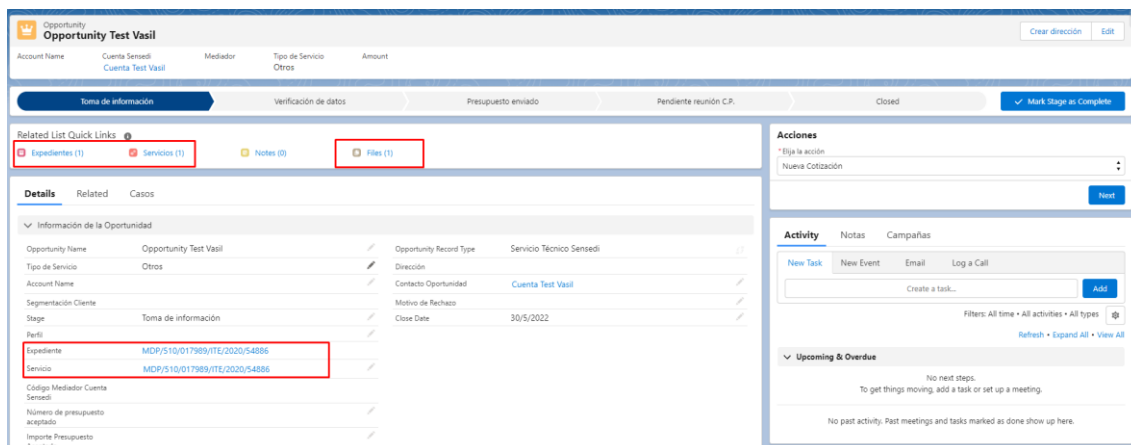 Opportunity
Opportunity Test Vasil
Crear dirección Edit
Account Name Cuenta Sensedi Mediador Tipo de Servicio Amount
Cuenta Test Vasil Otros
Toma de información Verificación de datos Presupuesto enviado Pendiente reunión C.P. Closed Mark Stage as Complete
Related List Quick Links
Expedientes (1) Servicios (1) Notes (0) Files (1)
Details Related Casos
Información de la Oportunidad
Opportunity Name Opportunity Test Vasil Opportunity Record Type Servicio Técnico Sensedi
Tipo de Servicio Otros Dirección
Account Name Contacto Oportunidad Cuenta Test Vasil
Segmentación Cliente Motivo de Rechazo
Stage Toma de información Close Date 30/5/2022
Perfil
Expediente MDP/510/017989/ITE/2020/54886
Servicio MDP/510/017989/ITE/2020/54886
Código Mediador Cuenta
Sensedi
Número de presupuesto
aceptado
Importe Presupuesto
Acciones
*Elija la acción
Nueva Cotización
Next
Activity Notas Campañas
New Task New Event Email Log a Call
Create a task... Add
Filters: All time • All activities • All types
Refresh • Expand All • View All
Upcoming & Overdue
No next steps.
To get things moving, add a task or set up a meeting.
No past activity. Past meetings and tasks marked as done show up here.